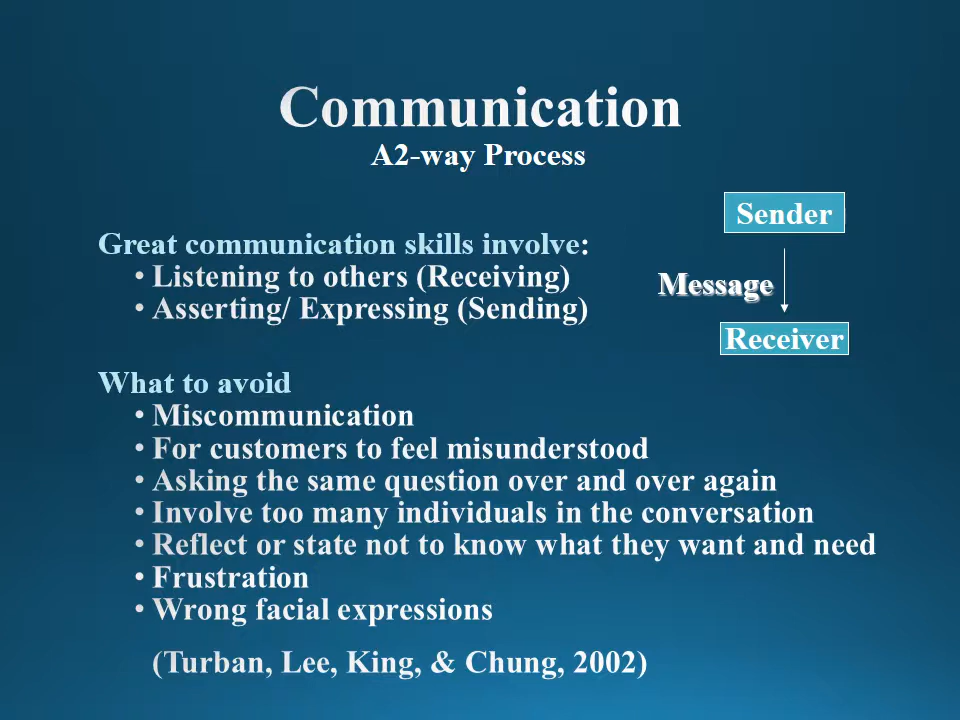 Communication
A2-way Process
Sender
Great communication skills involve:
• Listening to others (Receiving)
Message
• Asserting/ Expressing (Sending)
Receiver
What to avoid
• Miscommunication
• For customers to feel misunderstood
• Asking the same question over and over again
• Involve too many individuals in the conversation
• Reflect or state not to know what they want and need
• Frustration
• Wrong facial expressions
(Turban, Lee, King, & Chung, 2002)